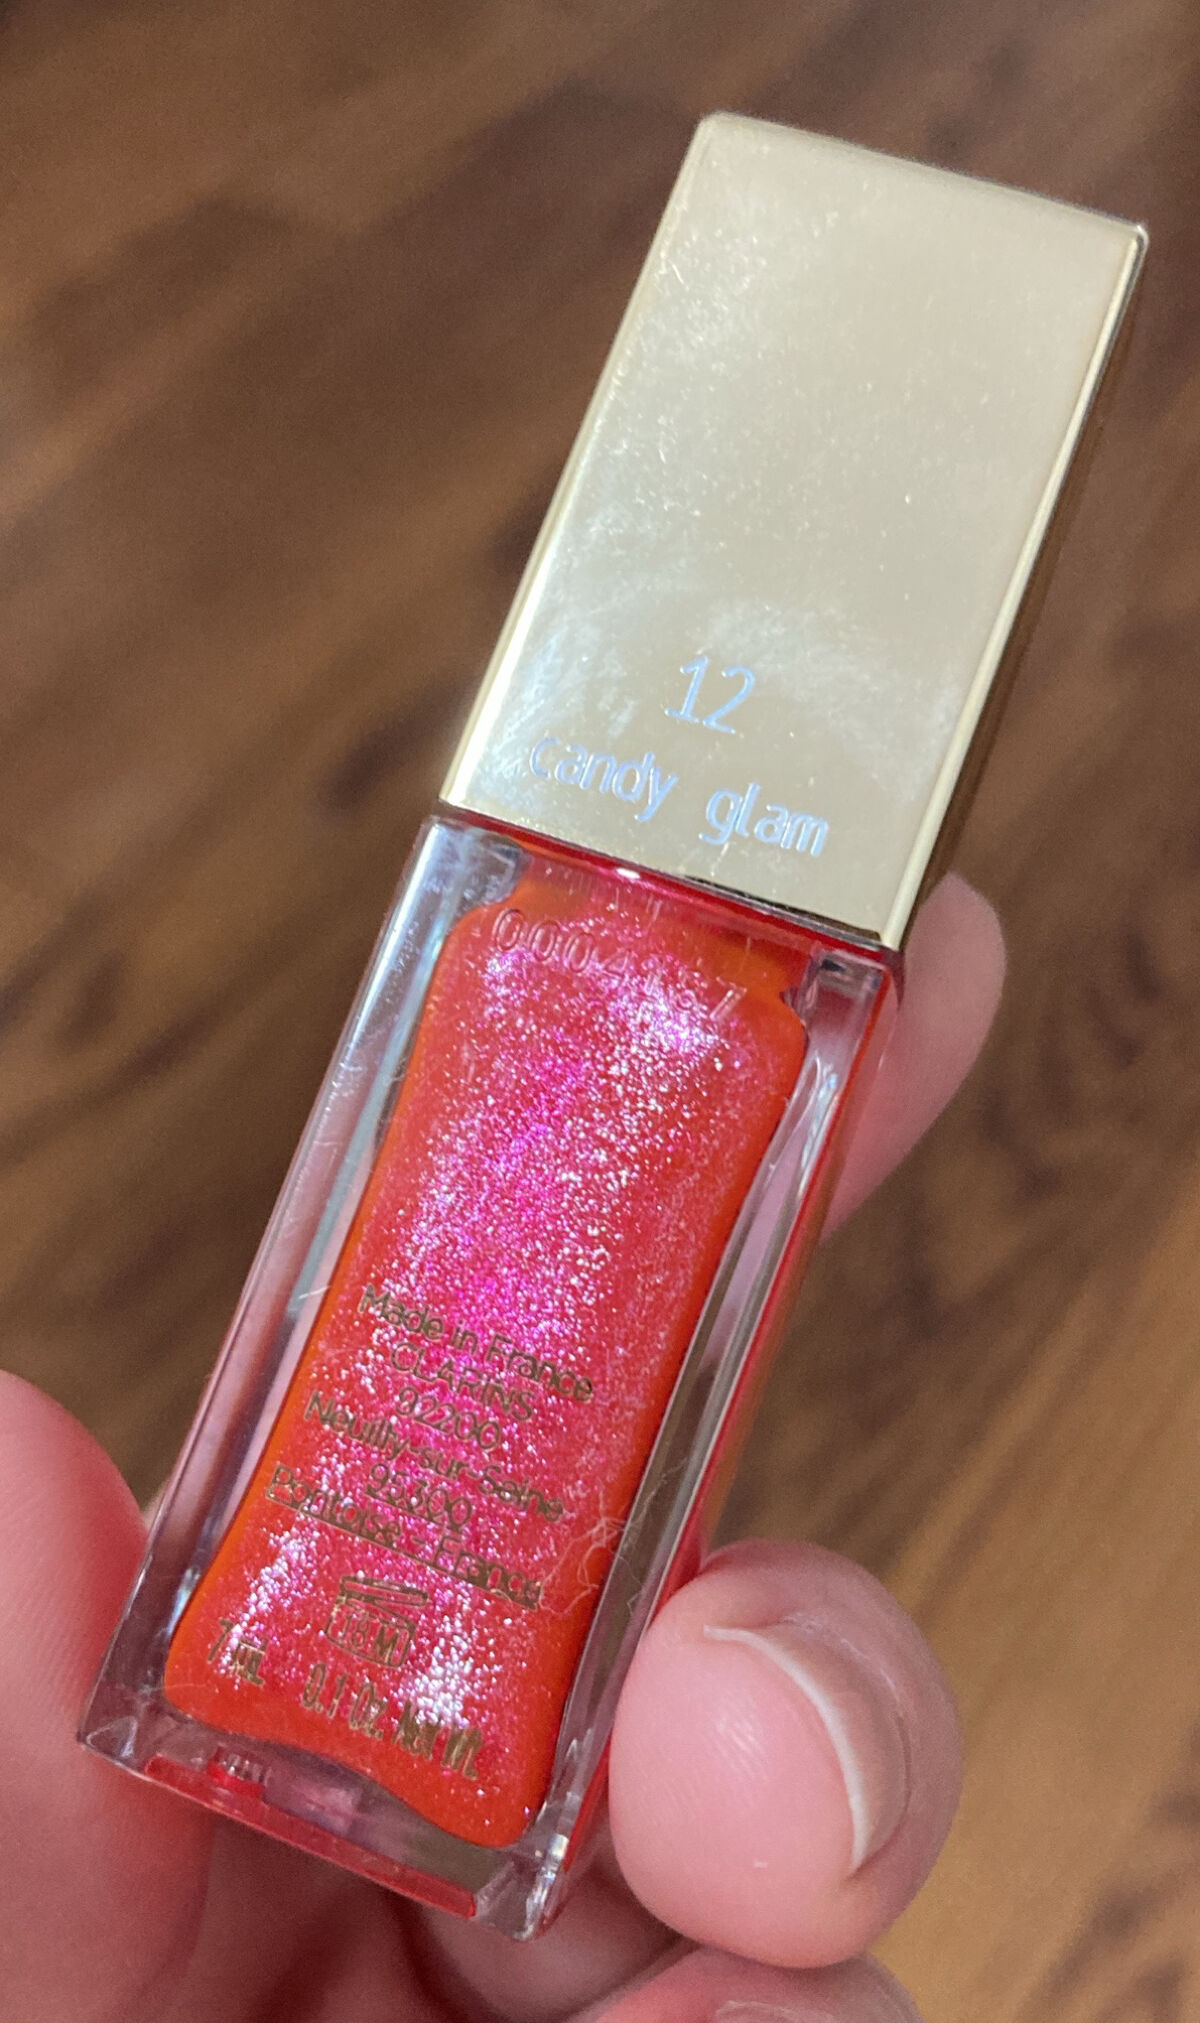 12
candy glam
Made in France
CLARINS
92200
Neuilly-sur-Seine
95300
Pontoise - France
18M
7 mL 0.1 Oz. Net Wt.